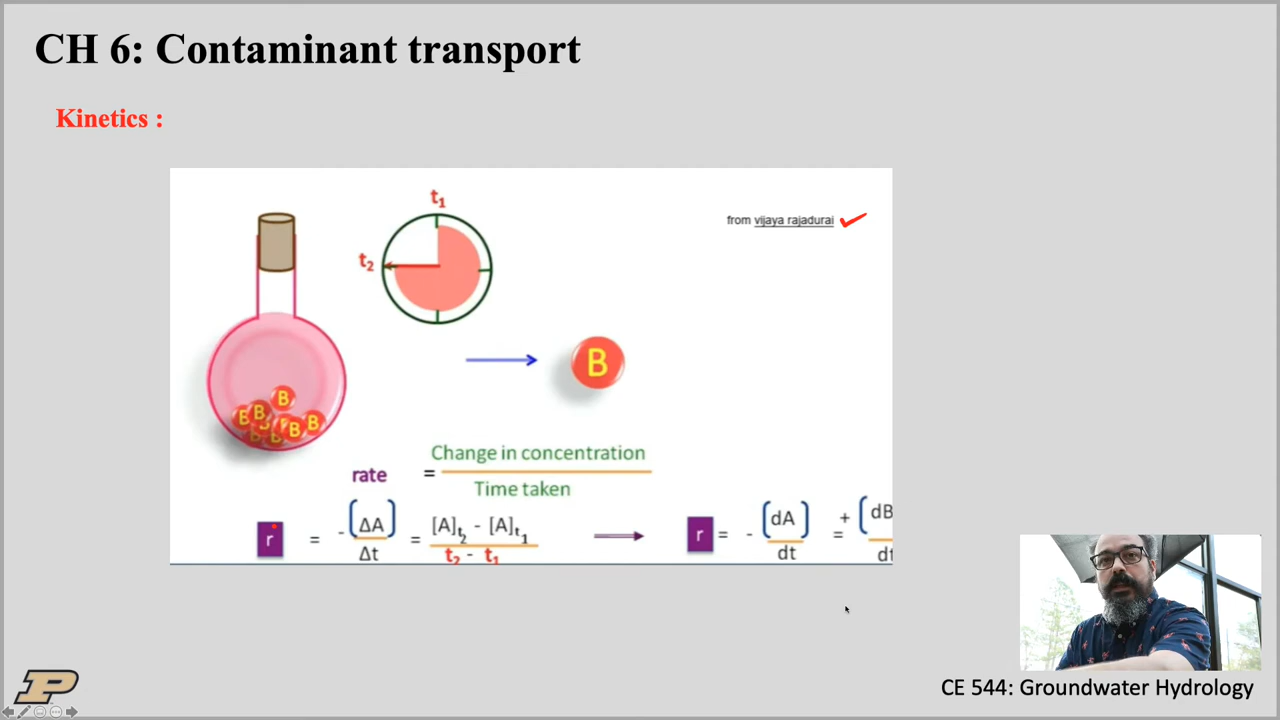 CH 6: Contaminant transport
Kinetics :
from vijaya rajadurai
t1
t2
B
B B B B B B B
rate = Change in concentration
Time taken
r = - (ΔA) = [A]t2 - [A]t1
Δt t2 - t1
r = - (dA) = + (dB
dt dt
P
CE 544: Groundwater Hydrology